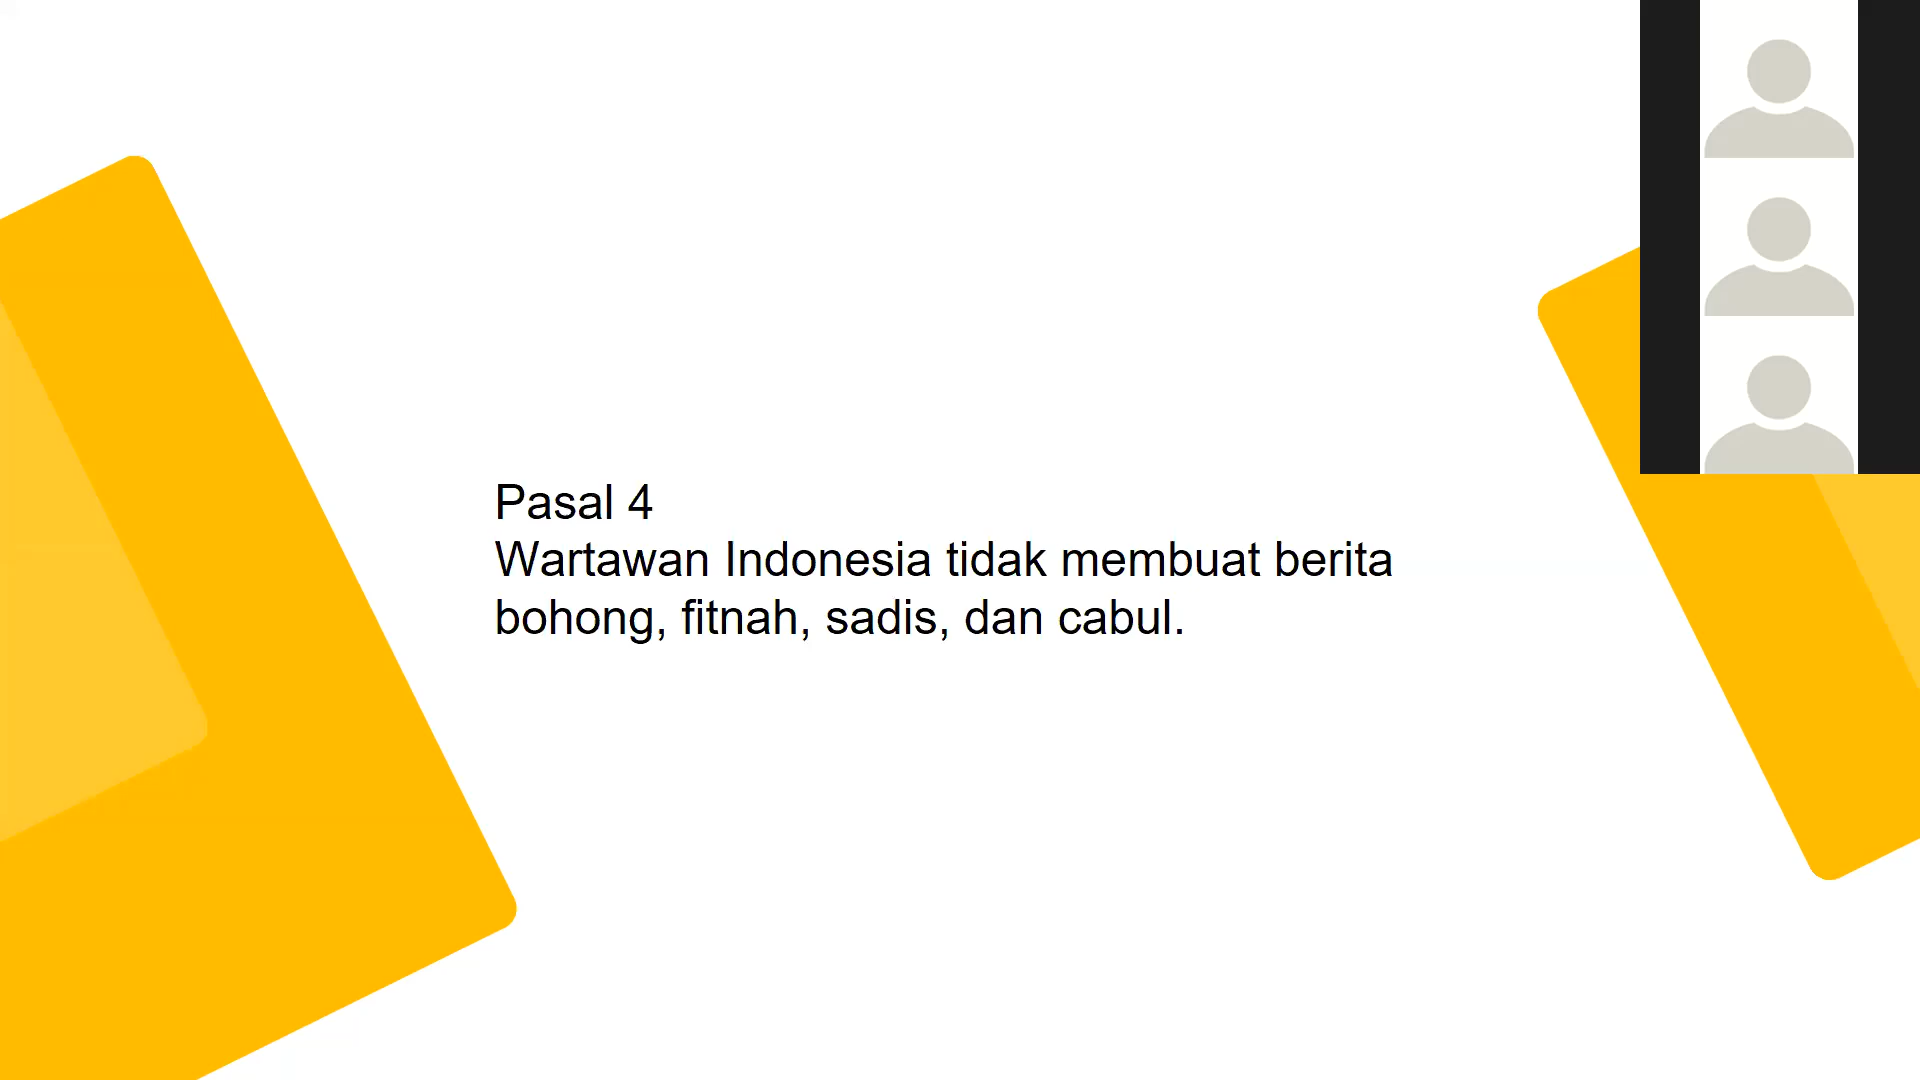 Pasal 4
Wartawan Indonesia tidak membuat berita
bohong, fitnah, sadis, dan cabul.